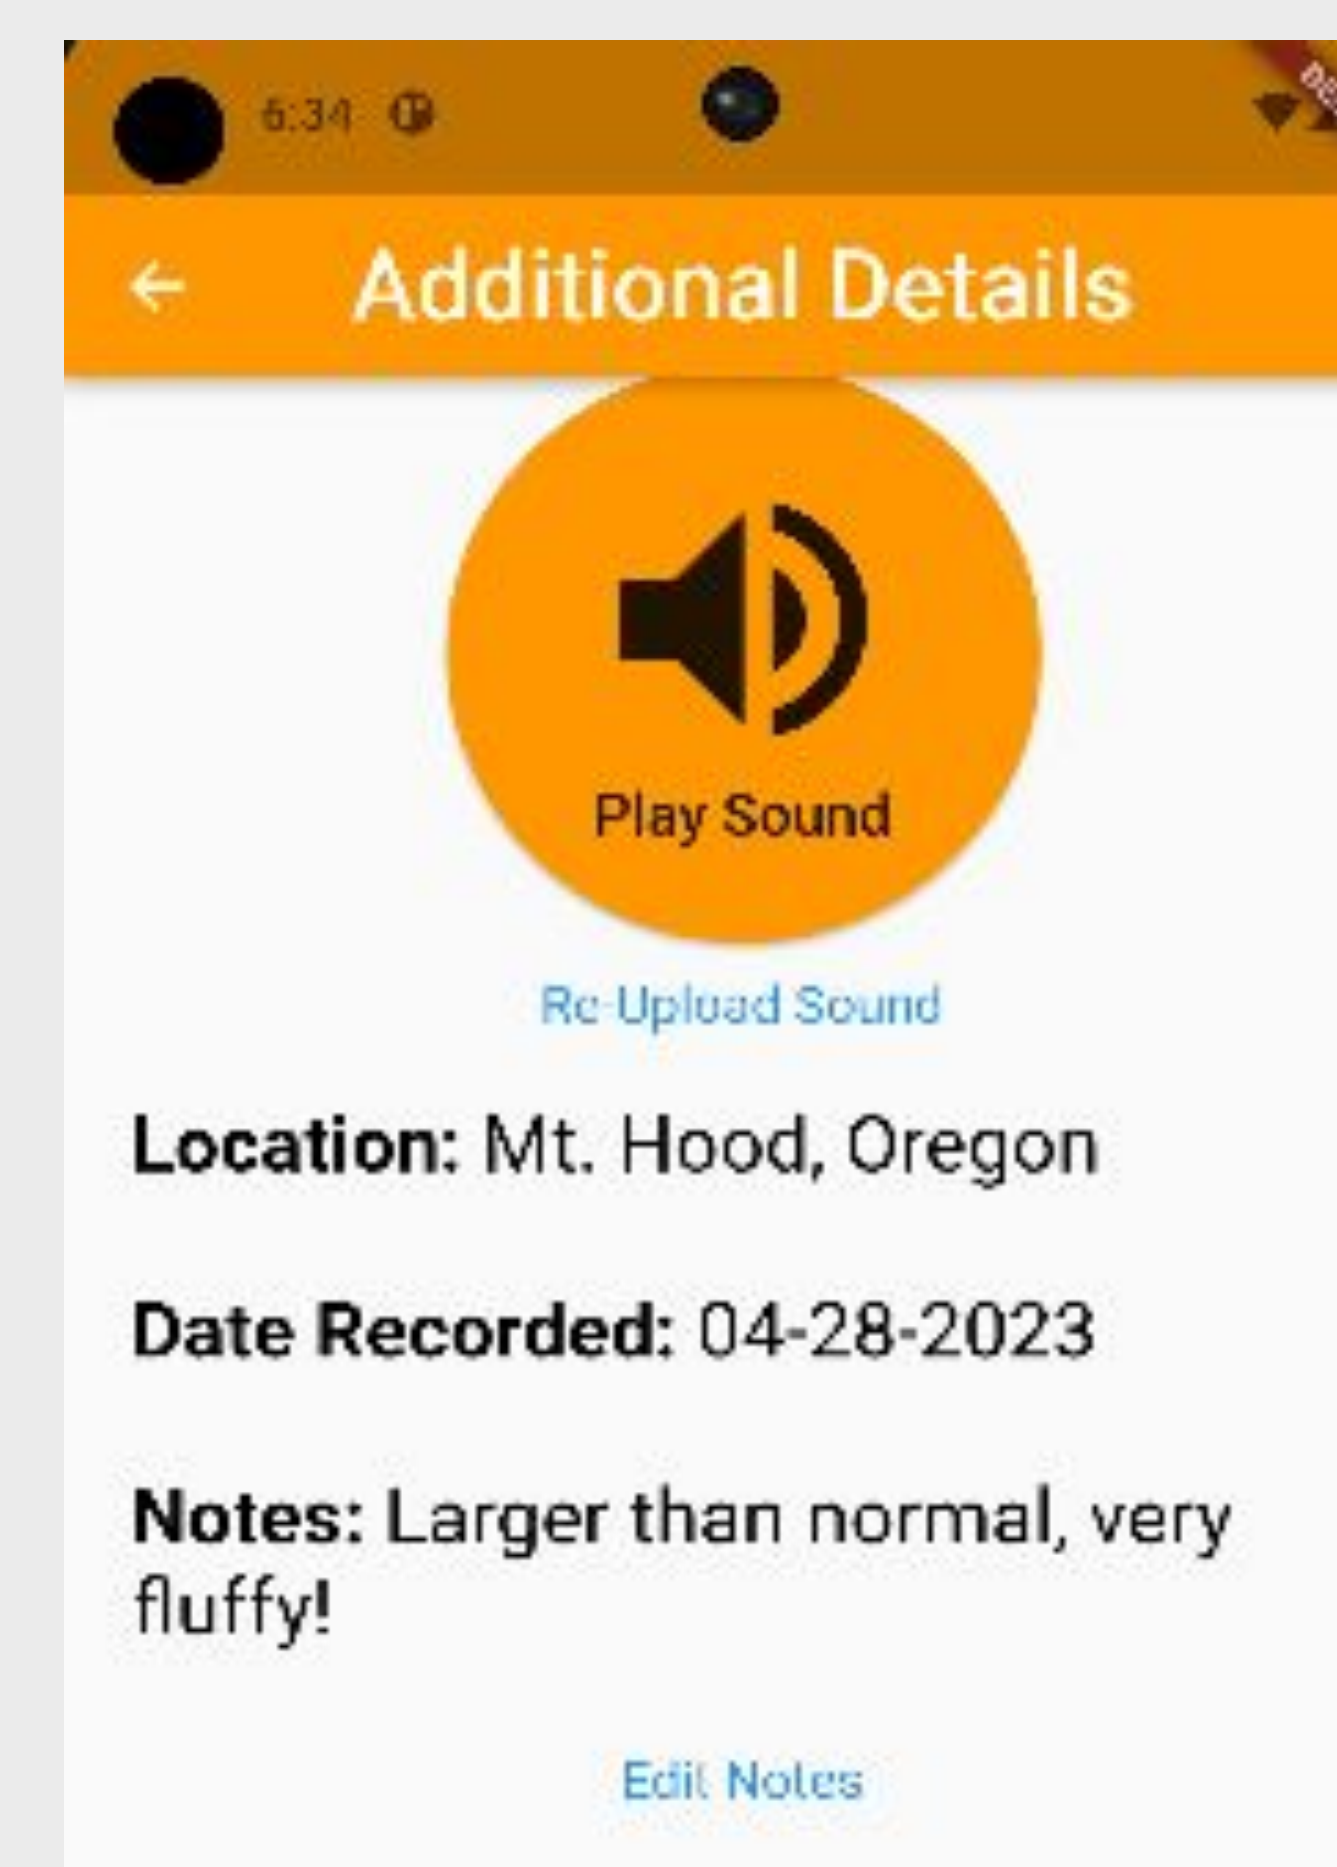 6:34
Additional Details
Play Sound
Re-Upload Sound
Location: Mt. Hood, Oregon
Date Recorded: 04-28-2023
Notes: Larger than normal, very
fluffy!
Edit Notes